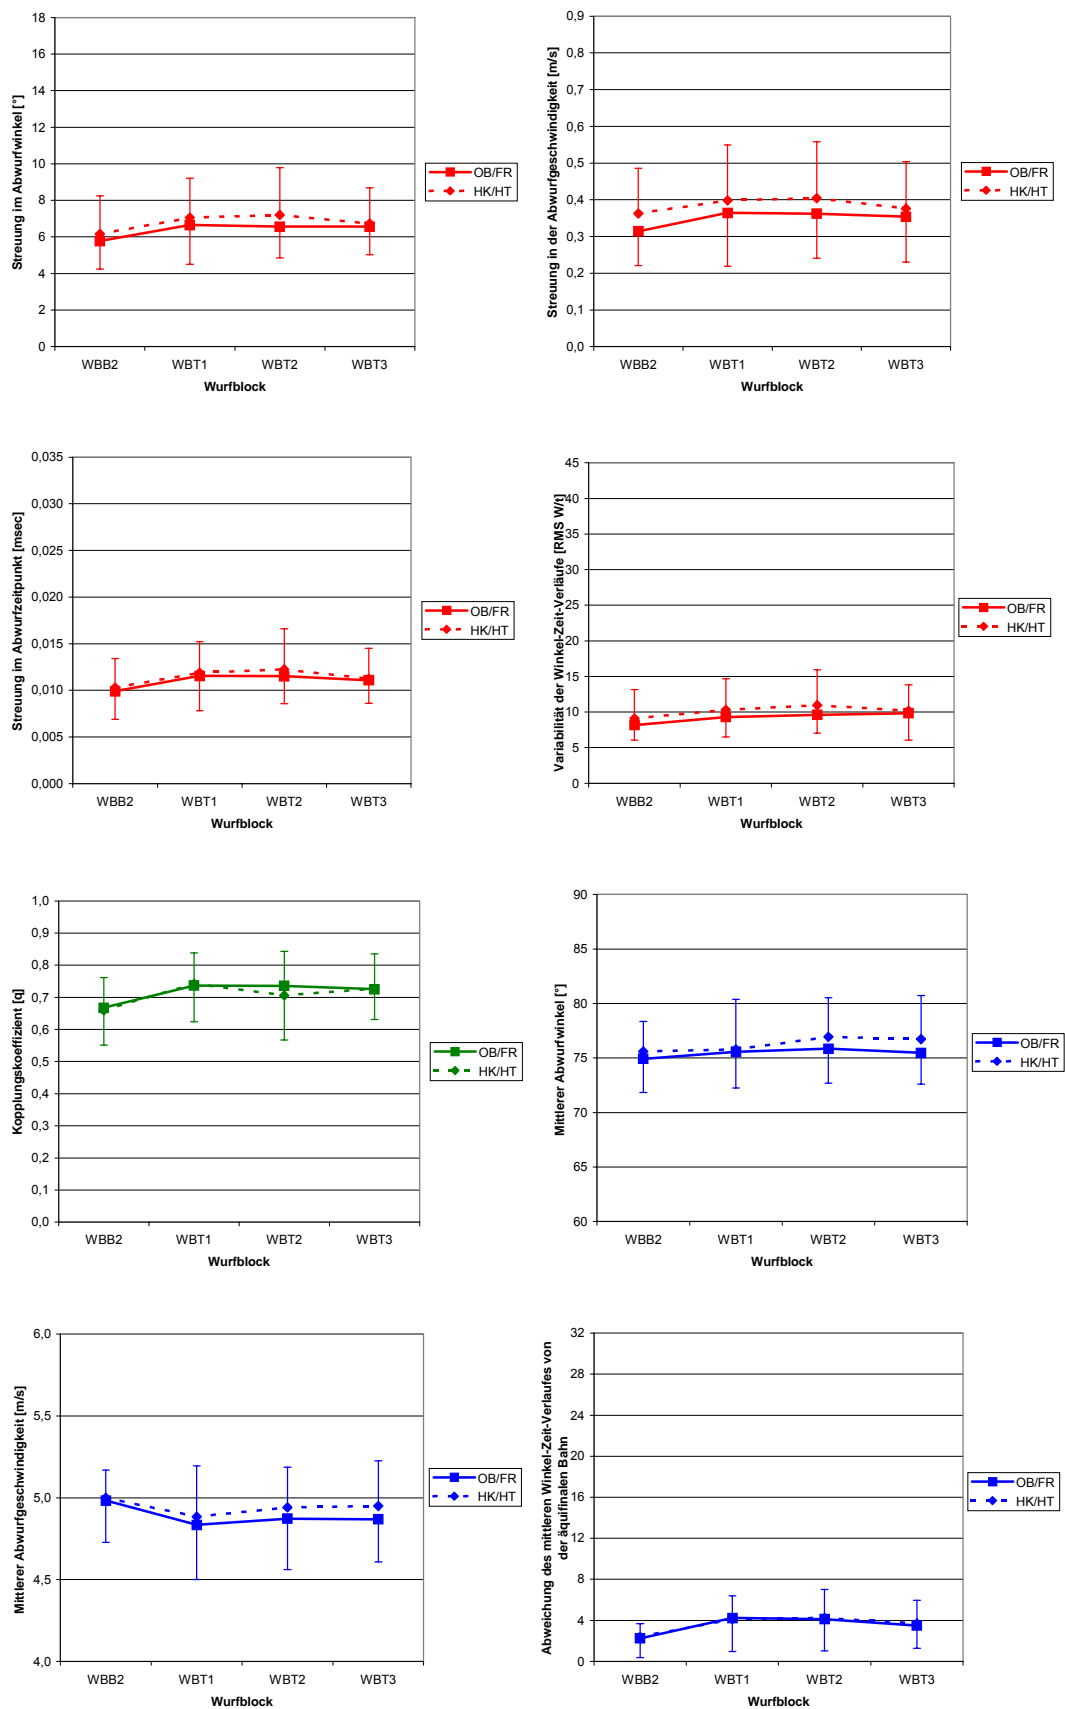 Streuung im Abwurfwinkel [°]
18
16
14
12
10
8
6
4
2
0
WBB2 WBT1 WBT2 WBT3
Wurfblock
OB/FR
HK/HT
Streuung in der Abwurfgeschwindigkeit [m/s]
0,9
0,8
0,7
0,6
0,5
0,4
0,3
0,2
0,1
0,0
WBB2 WBT1 WBT2 WBT3
Wurfblock
OB/FR
HK/HT
Streuung im Abwurfzeitpunkt [msec]
0,035
0,030
0,025
0,020
0,015
0,010
0,005
0,000
WBB2 WBT1 WBT2 WBT3
Wurfblock
OB/FR
HK/HT
Variabilität der Winkel-Zeit-Verläufe [RMS W/t]
45
40
35
30
25
20
15
10
5
0
WBB2 WBT1 WBT2 WBT3
Wurfblock
OB/FR
HK/HT
Kopplungskoeffizient [q]
1,0
0,9
0,8
0,7
0,6
0,5
0,4
0,3
0,2
0,1
0,0
WBB2 WBT1 WBT2 WBT3
Wurfblock
OB/FR
HK/HT
Mittlerer Abwurfwinkel [°]
90
85
80
75
70
65
60
WBB2 WBT1 WBT2 WBT3
Wurfblock
OB/FR
HK/HT
Mittlerer Abwurfgeschwindigkeit [m/s]
6,0
5,5
5,0
4,5
4,0
WBB2 WBT1 WBT2 WBT3
Wurfblock
OB/FR
HK/HT
Abweichung des mittleren Winkel-Zeit-Verlaufes von
der äquifinalen Bahn
32
28
24
20
16
12
8
4
0
WBB2 WBT1 WBT2 WBT3
Wurfblock
OB/FR
HK/HT